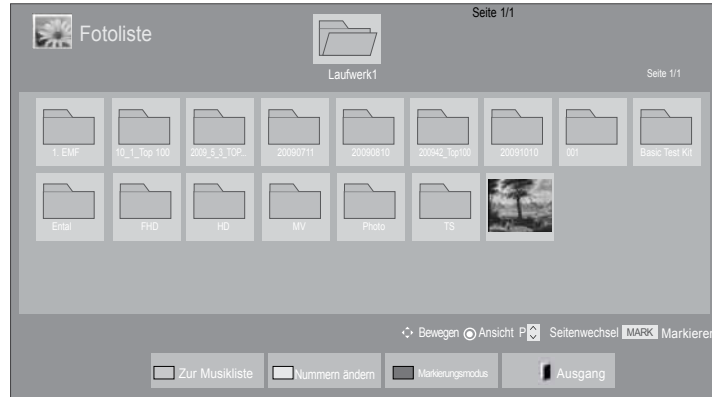 Seite 1/1
Fotoliste
Laufwerk1
Seite 1/1
1. EMF 10_1_Top 100 2009_5_3_TOP.. 20090711 20090810 200942_Top100 20091010 001 Basic Test Kit
Ental FHD HD MV Photo TS
Bewegen Ansicht P Seitenwechsel MARK Markieren
Zur Musikliste Nummern ändern Markierungsmodus Ausgang